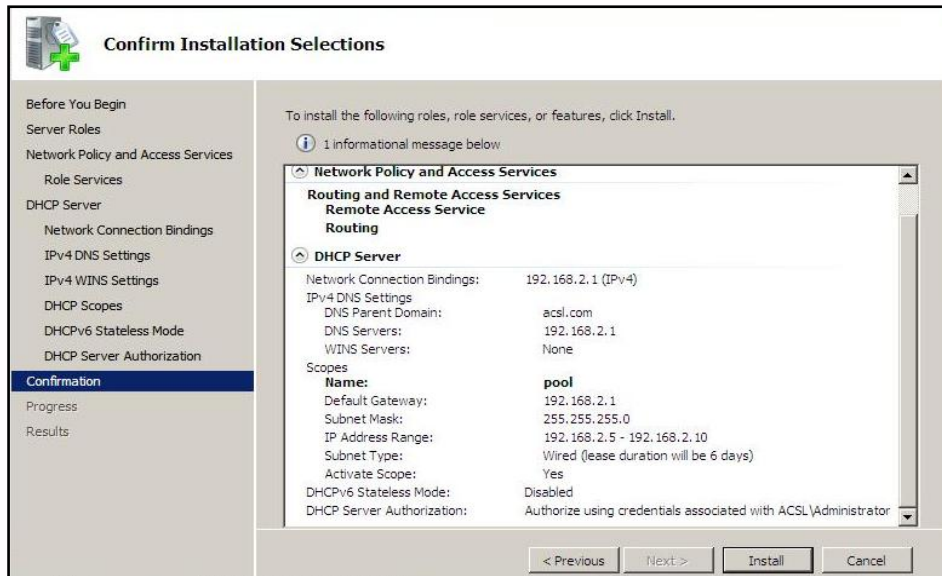 Confirm Installation Selections
Before You Begin
Server Roles
Network Policy and Access Services
Role Services
DHCP Server
Network Connection Bindings
IPv4 DNS Settings
IPv4 WINS Settings
DHCP Scopes
DHCPv6 Stateless Mode
DHCP Server Authorization
Confirmation
Progress
Results
To install the following roles, role services, or features, click Install.
1 informational message below
Network Policy and Access Services
Routing and Remote Access Services
Remote Access Service
Routing
DHCP Server
Network Connection Bindings: 192.168.2.1 (IPv4)
IPv4 DNS Settings
DNS Parent Domain: acsl.com
DNS Servers: 192.168.2.1
WINS Servers: None
Scopes
Name: pool
Default Gateway: 192.168.2.1
Subnet Mask: 255.255.255.0
IP Address Range: 192.168.2.5 - 192.168.2.10
Subnet Type: Wired (lease duration will be 6 days)
Activate Scope: Yes
DHCPv6 Stateless Mode: Disabled
DHCP Server Authorization: Authorize using credentials associated with ACSL\Administrator
< Previous Next > Install Cancel